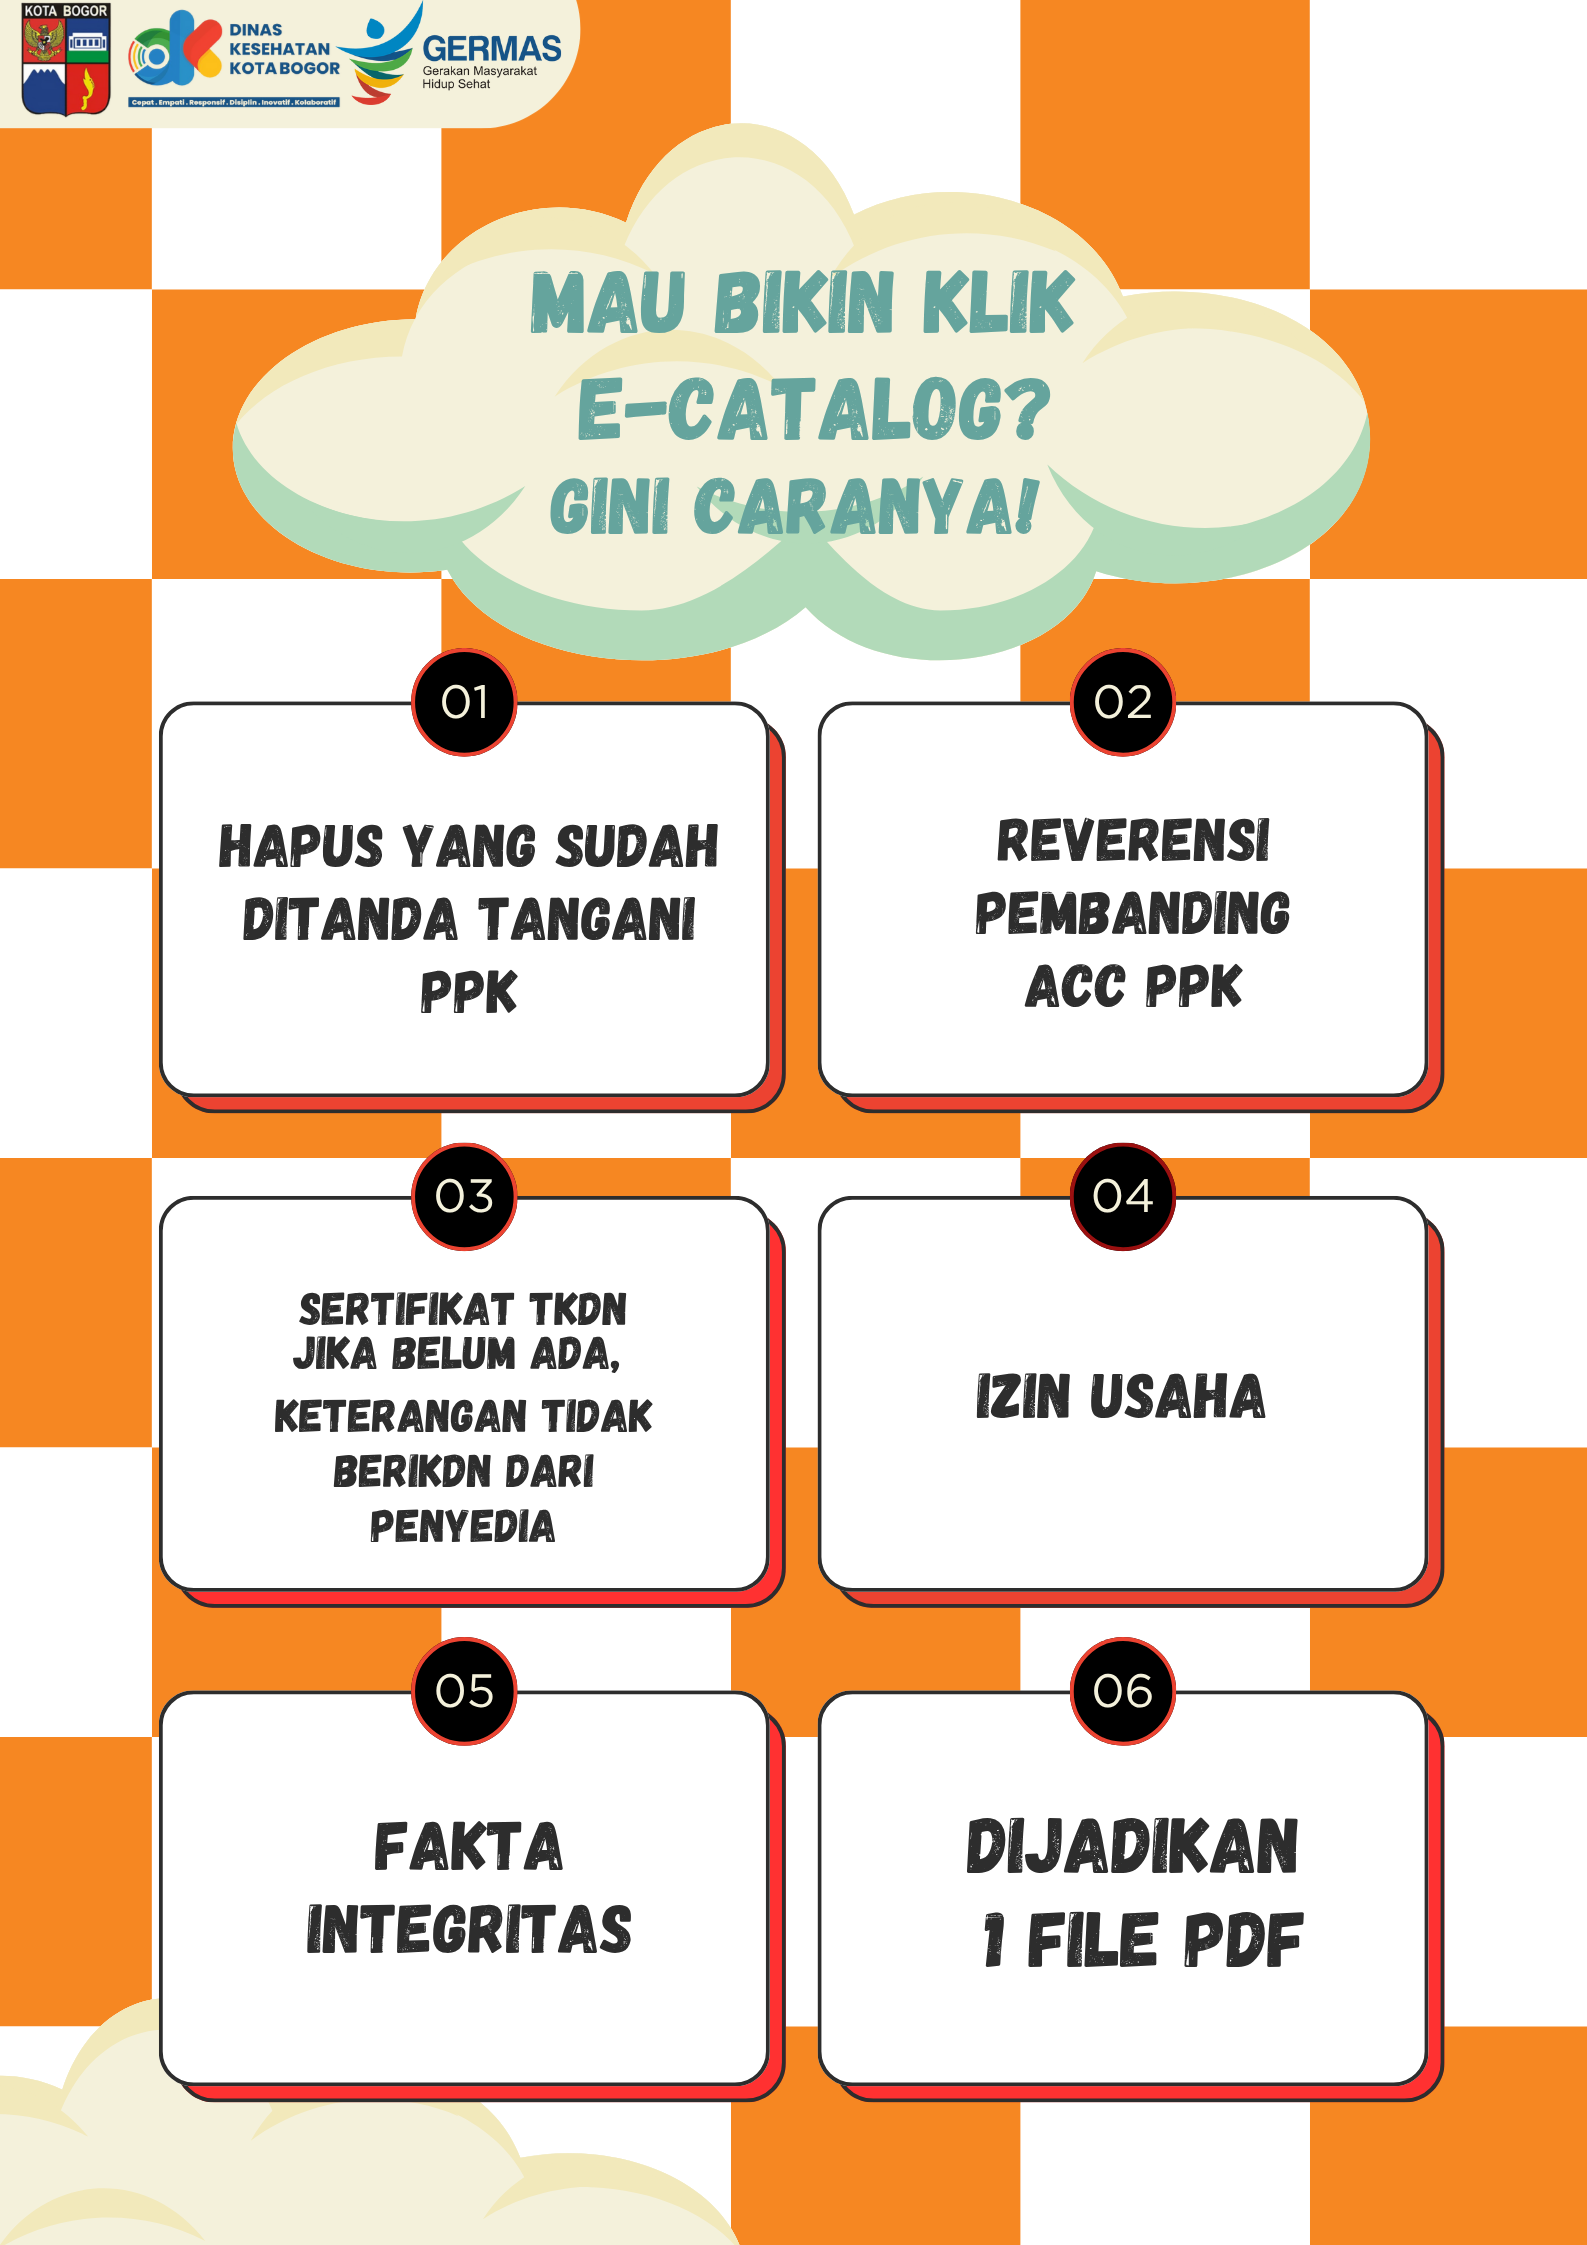 KOTA BOGOR
DINAS
KESEHATAN
KOTA BOGOR
Cepat . Empati . Responsif . Disiplin . Inovatif . Kolaboratif
GERMAS
Gerakan Masyarakat
Hidup Sehat
MAU BIKIN KLIK
E-CATALOG?
GINI CARANYA!
01
HAPUS YANG SUDAH
DITANDA TANGANI
PPK
02
REVERENSI
PEMBANDING
ACC PPK
03
SERTIFIKAT TKDN
JIKA BELUM ADA,
KETERANGAN TIDAK
BERIKDN DARI
PENYEDIA
04
IZIN USAHA
05
FAKTA
INTEGRITAS
06
DIJADIKAN
1 FILE PDF